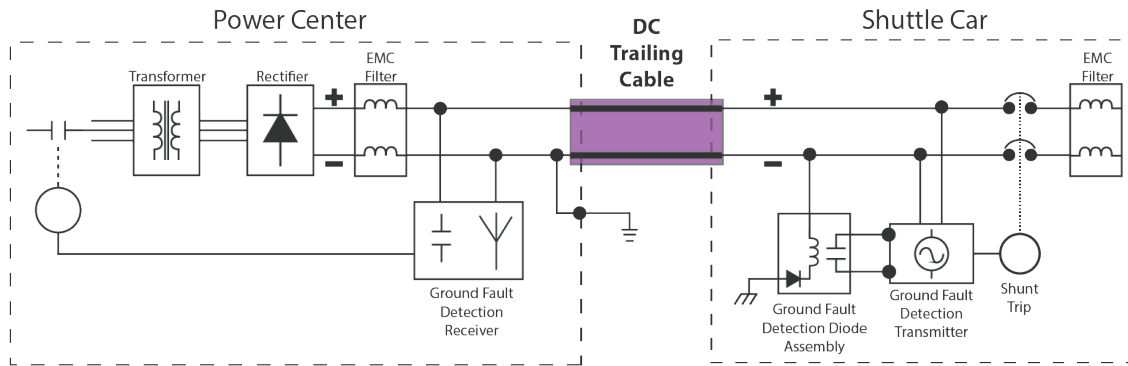 Power Center
DC
Trailing
Cable
Shuttle Car
Transformer
Rectifier
EMC
Filter
+
−
+
−
EMC
Filter
Ground Fault
Detection
Receiver
Ground Fault
Detection Diode
Assembly
Ground Fault
Detection
Transmitter
Shunt
Trip